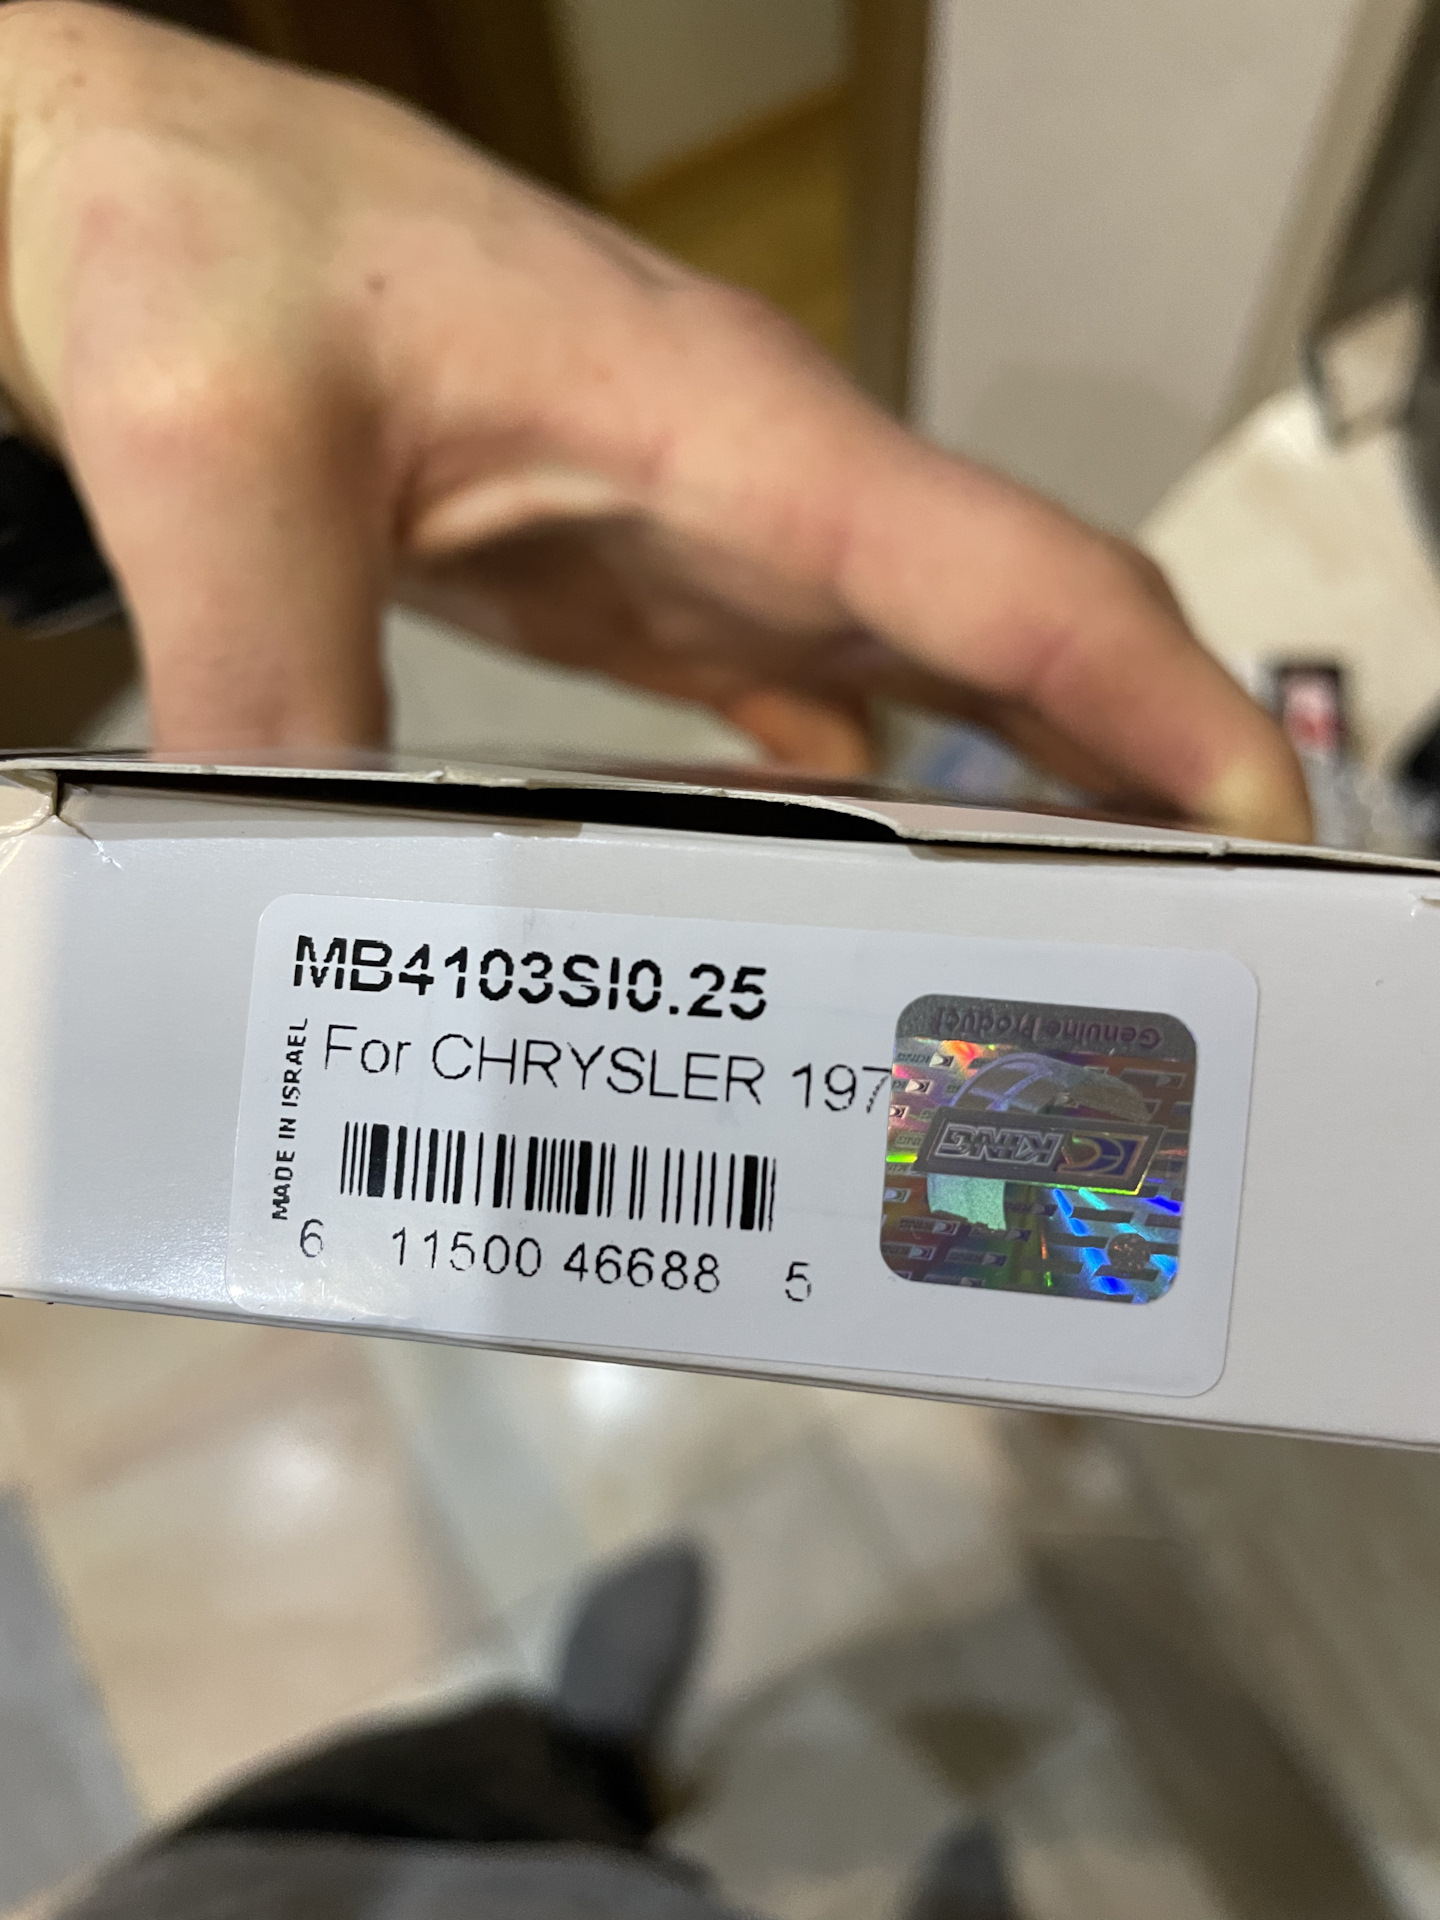 MB4103SI0.25
For CHRYSLER 197
MADE IN ISRAEL
6 11500 46688 5
Genuine Product
KING